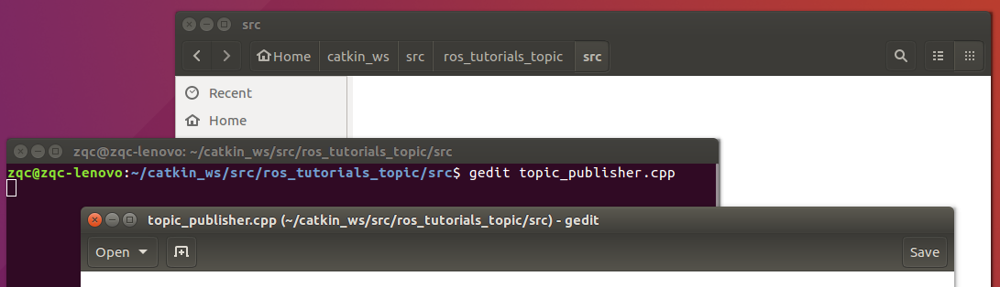 src
Home catkin_ws src ros_tutorials_topic src
Recent
Home
zqc@zqc-lenovo: ~/catkin_ws/src/ros_tutorials_topic/src
zqc@zqc-lenovo:~/catkin_ws/src/ros_tutorials_topic/src$ gedit topic_publisher.cpp
topic_publisher.cpp (~/catkin_ws/src/ros_tutorials_topic/src) - gedit
Open Save